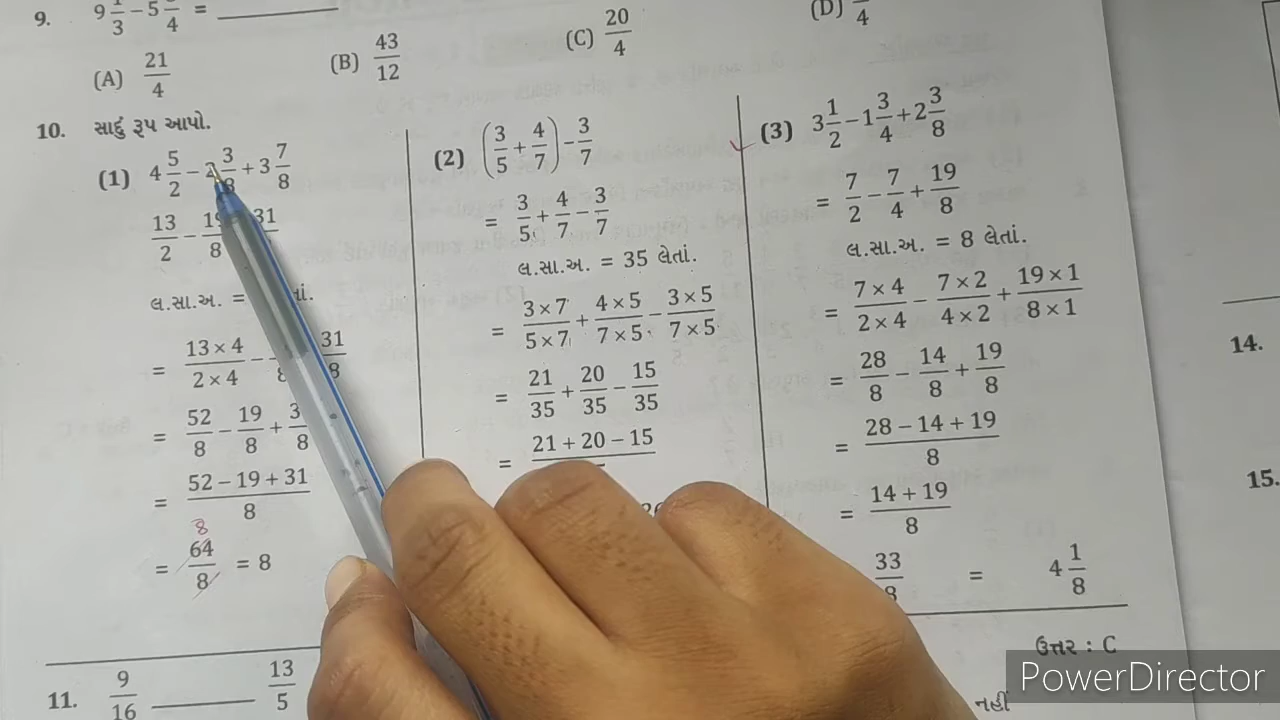 9. 9 1/3 − 5 /4 = ________
(A) 21/4 (B) 43/12 (C) 20/4 (D) /4
10. સાદું રૂપ આપો.
(1) 4 5/2 − 2 3/8 + 3 7/8
13/2 − 19/8 31
લ.સા.અ. =
= 13 × 4 / 2 × 4 − 31/8
= 52/8 − 19/8 + 3/8
= 52 − 19 + 31 / 8
8
= 64/8 = 8
(2) (3/5 + 4/7) − 3/7
= 3/5 + 4/7 − 3/7
લ.સા.અ. = 35 લેતાં.
= 3 × 7 / 5 × 7 + 4 × 5 / 7 × 5 − 3 × 5 / 7 × 5
= 21/35 + 20/35 − 15/35
= 21 + 20 − 15
(3) 3 1/2 − 1 3/4 + 2 3/8
= 7/2 − 7/4 + 19/8
લ.સા.અ. = 8 લેતાં.
= 7 × 4 / 2 × 4 − 7 × 2 / 4 × 2 + 19 × 1 / 8 × 1
= 28/8 − 14/8 + 19/8
= 28 − 14 + 19 / 8
= 14 + 19 / 8
33/8 = 4 1/8
ઉત્તર : C
11. 9/16 ________ 13/5
નહીં
14.
15.
PowerDirector